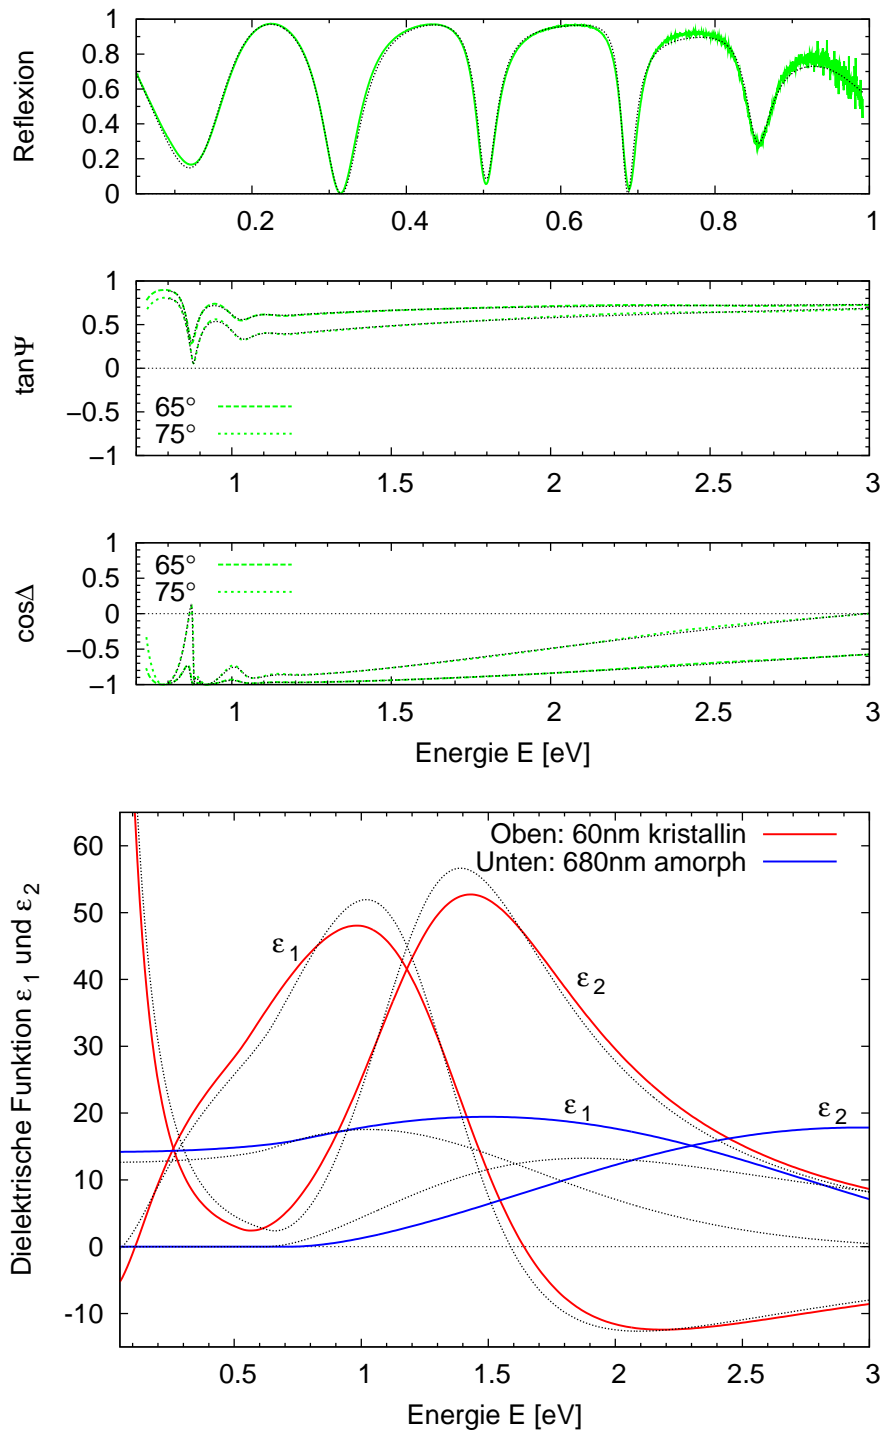 Reflexion
1
0.8
0.6
0.4
0.2
0
0.2 0.4 0.6 0.8 1
tanΨ
1
0.5
0
−0.5
−1
65°
75°
1 1.5 2 2.5 3
cosΔ
1
0.5
0
−0.5
−1
65°
75°
1 1.5 2 2.5 3
Energie E [eV]
Dielektrische Funktion ε₁ und ε₂
60
50
40
30
20
10
0
-10
Oben: 60nm kristallin
Unten: 680nm amorph
ε₁
ε₂
ε₁
ε₂
0.5 1 1.5 2 2.5 3
Energie E [eV]